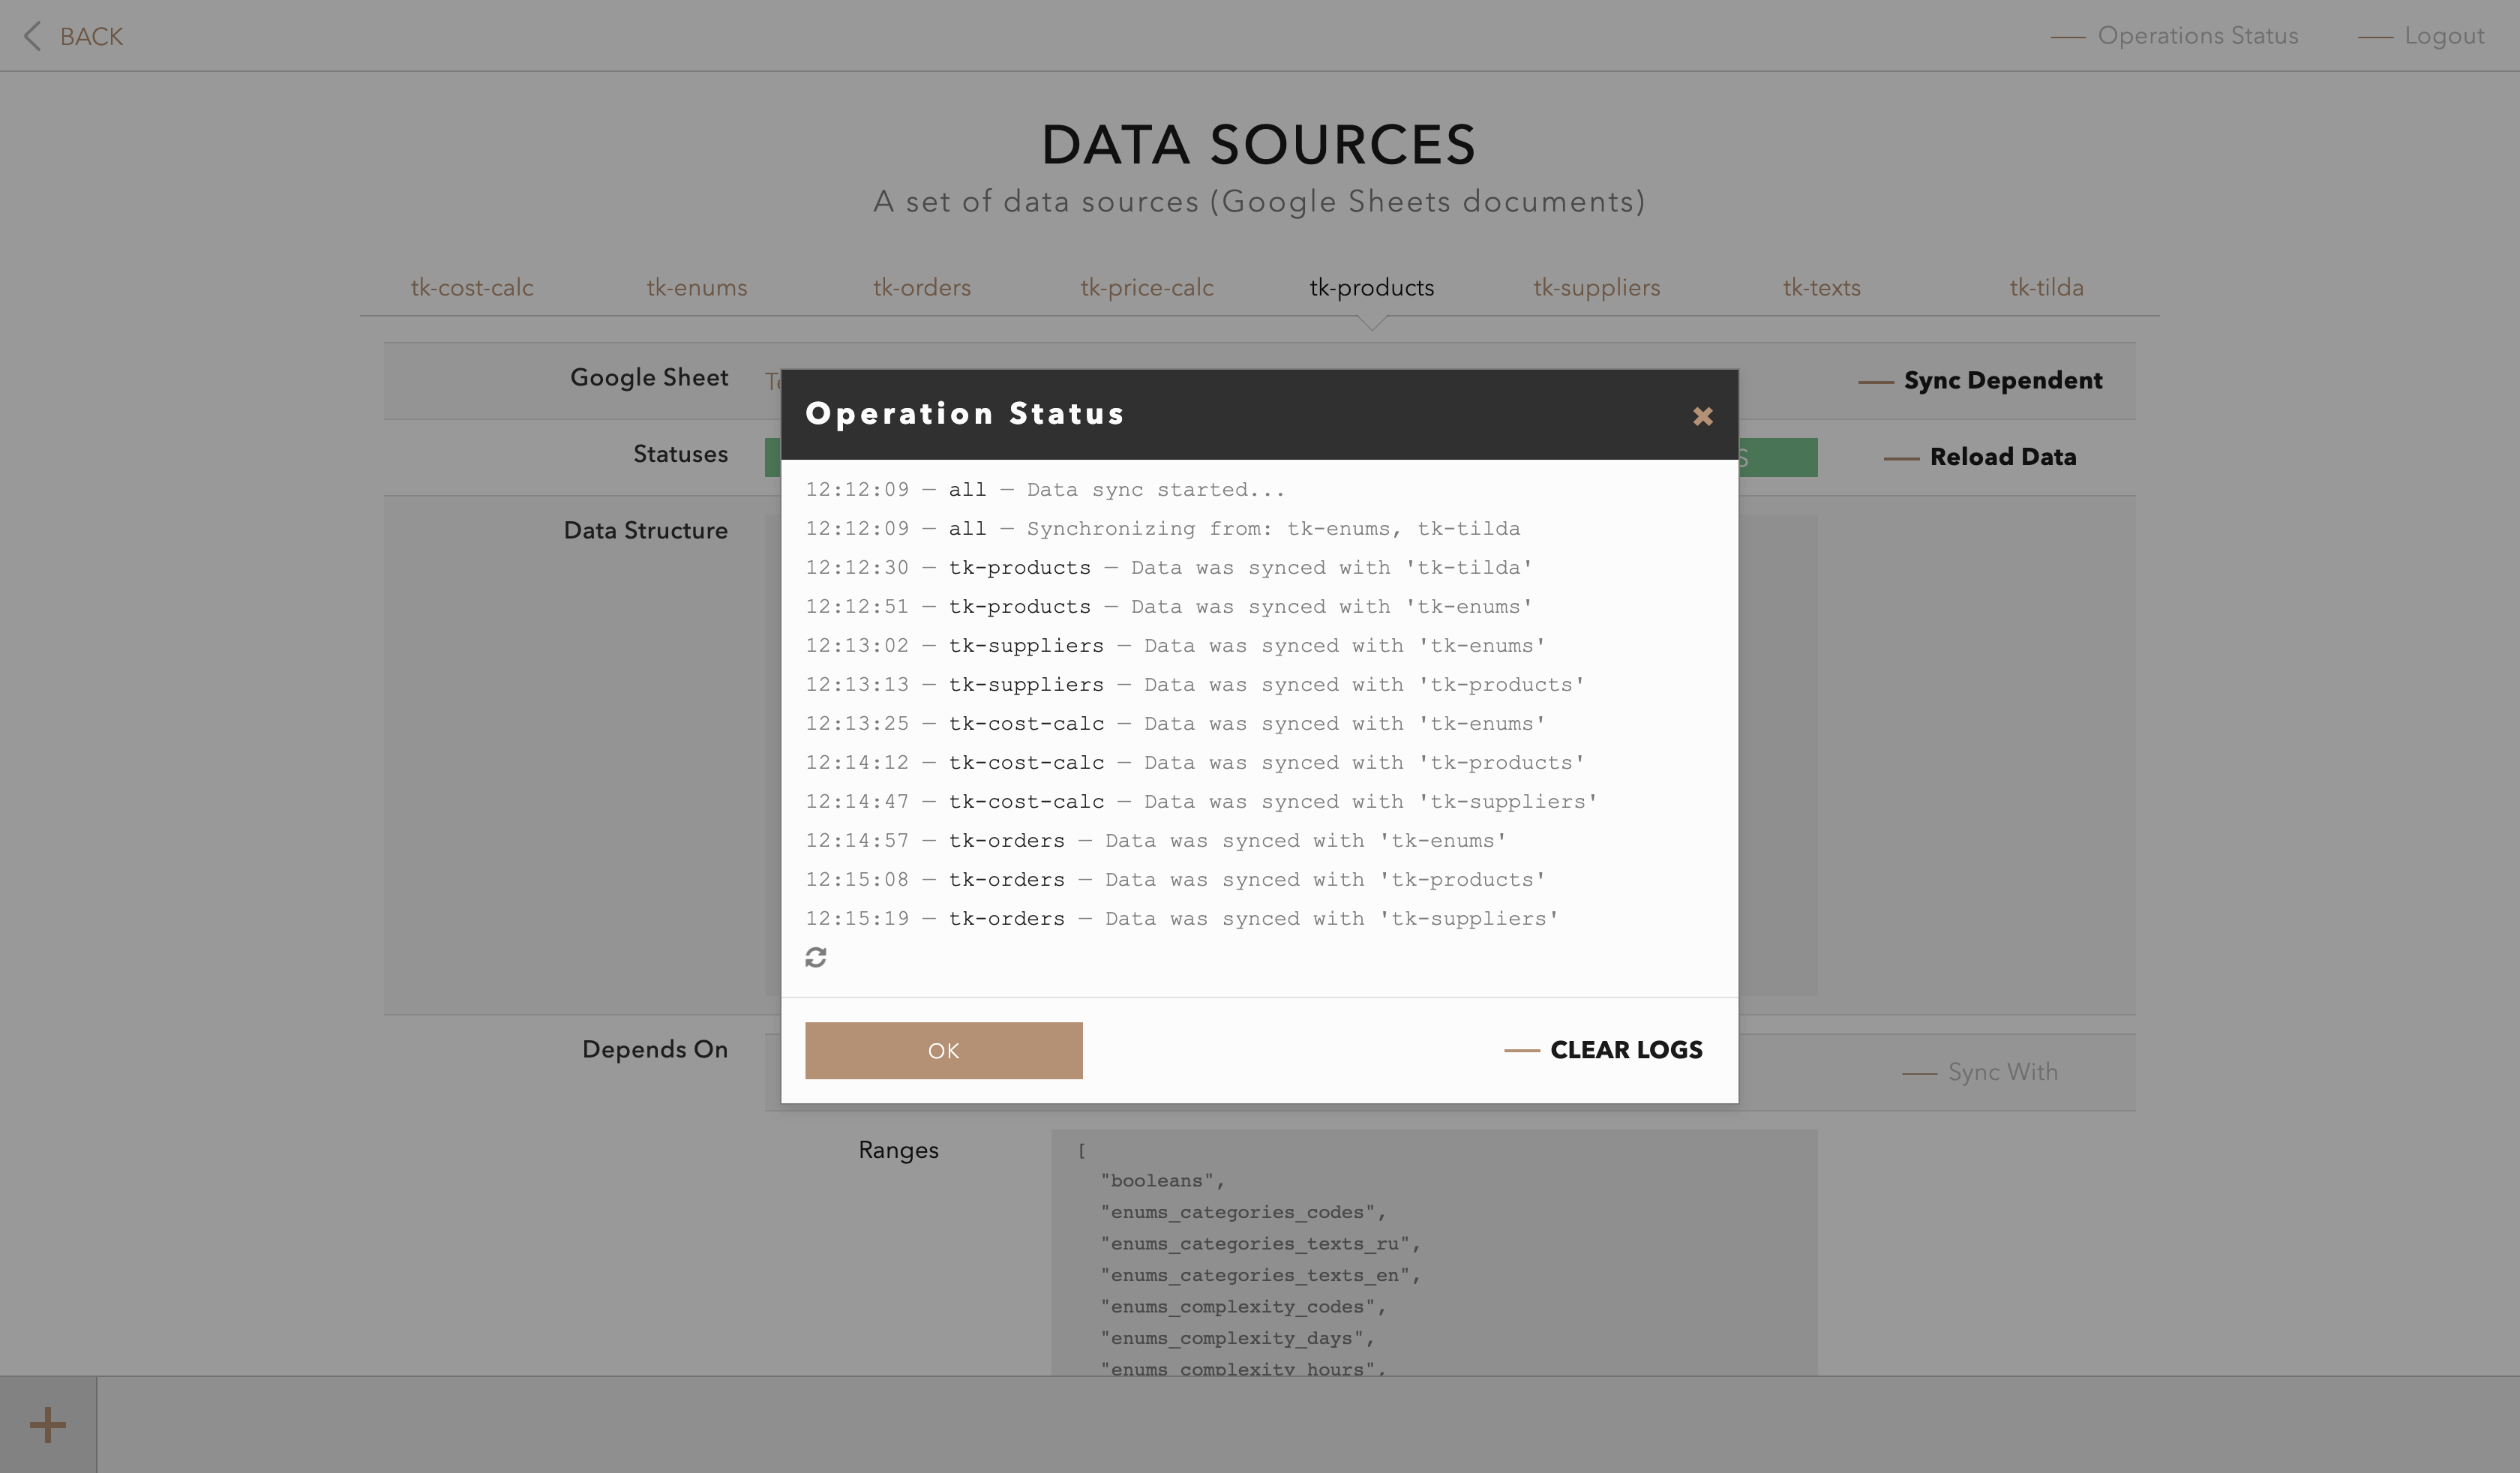 BACK
Operations Status
Logout
DATA SOURCES
A set of data sources (Google Sheets documents)
tk-cost-calc
tk-enums
tk-orders
tk-price-calc
tk-products
tk-suppliers
tk-texts
tk-tilda
Google Sheet
Sync Dependent
Operation Status
Statuses
Reload Data
12:12:09 — all — Data sync started...
12:12:09 — all — Synchronizing from: tk-enums, tk-tilda
Data Structure
12:12:30 — tk-products — Data was synced with 'tk-tilda'
12:12:51 — tk-products — Data was synced with 'tk-enums'
12:13:02 — tk-suppliers — Data was synced with 'tk-enums'
12:13:13 — tk-suppliers — Data was synced with 'tk-products'
12:13:25 — tk-cost-calc — Data was synced with 'tk-enums'
12:14:12 — tk-cost-calc — Data was synced with 'tk-products'
12:14:47 — tk-cost-calc — Data was synced with 'tk-suppliers'
12:14:57 — tk-orders — Data was synced with 'tk-enums'
12:15:08 — tk-orders — Data was synced with 'tk-products'
12:15:19 — tk-orders — Data was synced with 'tk-suppliers'
OK
CLEAR LOGS
Depends On
Sync With
Ranges
[
"booleans",
"enums_categories_codes",
"enums_categories_texts_ru",
"enums_categories_texts_en",
"enums_complexity_codes",
"enums_complexity_days",
"enums_complexity_hours",